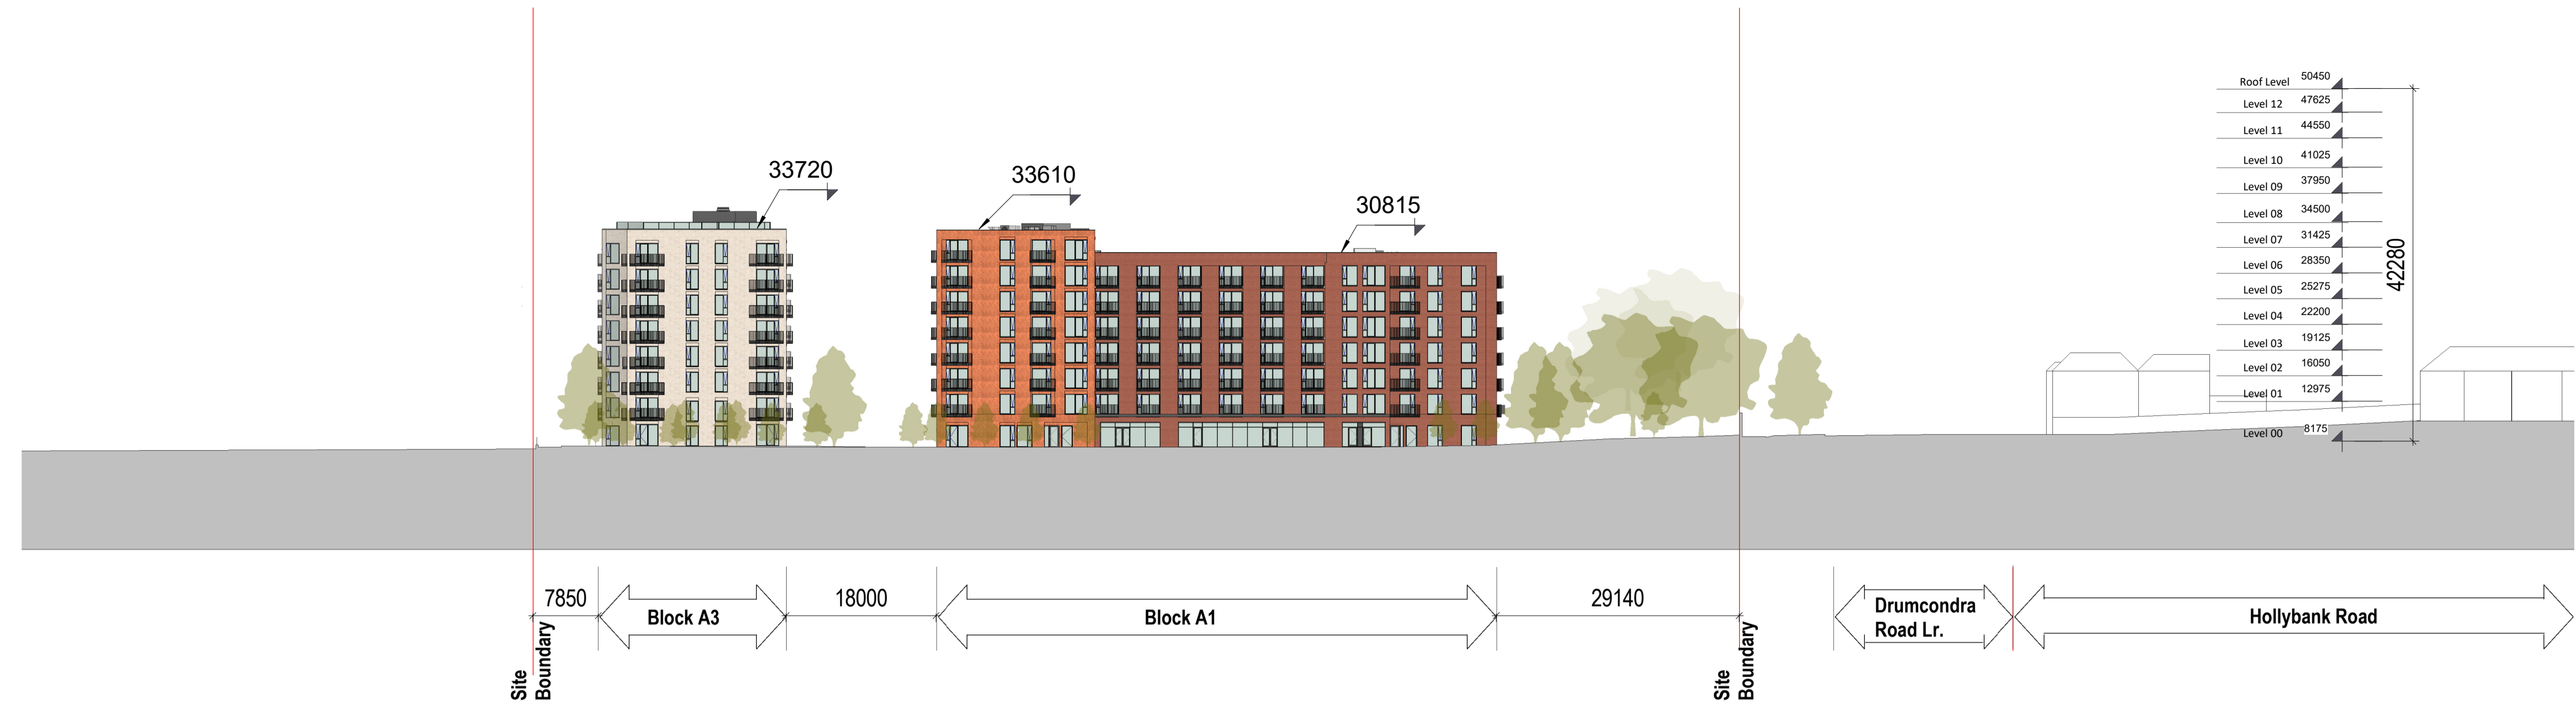 Roof Level 50450
Level 12 47625
Level 11 44550
Level 10 41025
Level 09 37950
Level 08 34500
Level 07 31425
Level 06 28350
Level 05 25275
Level 04 22200
Level 03 19125
Level 02 16050
Level 01 12975
Level 00 8175
42280
33720
33610
30815
7850
Block A3
18000
Block A1
29140
Drumcondra
Road Lr.
Hollybank Road
Site
Boundary
Site
Boundary